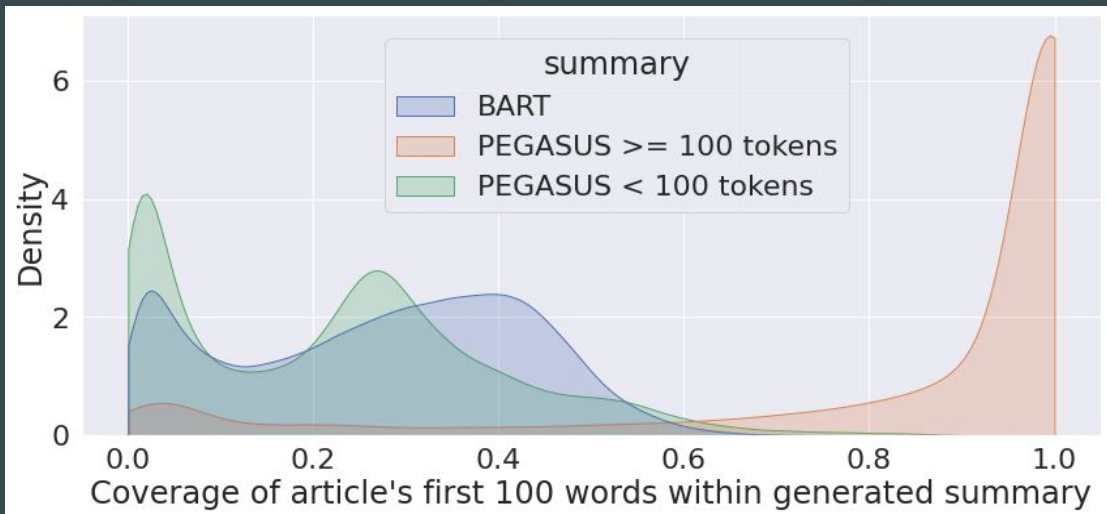 summary
BART
PEGASUS >= 100 tokens
PEGASUS < 100 tokens
Density
6
4
2
0
0.0 0.2 0.4 0.6 0.8 1.0
Coverage of article's first 100 words within generated summary